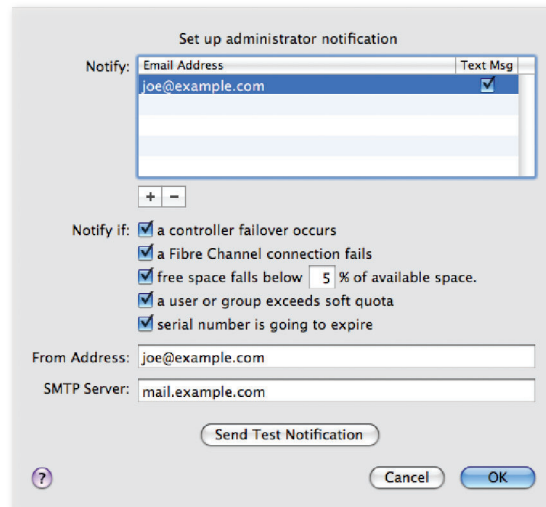 Set up administrator notification
Notify: Email Address Text Msg
joe@example.com
+ −
Notify if: a controller failover occurs
a Fibre Channel connection fails
free space falls below 5 % of available space.
a user or group exceeds soft quota
serial number is going to expire
From Address: joe@example.com
SMTP Server: mail.example.com
Send Test Notification
? Cancel OK